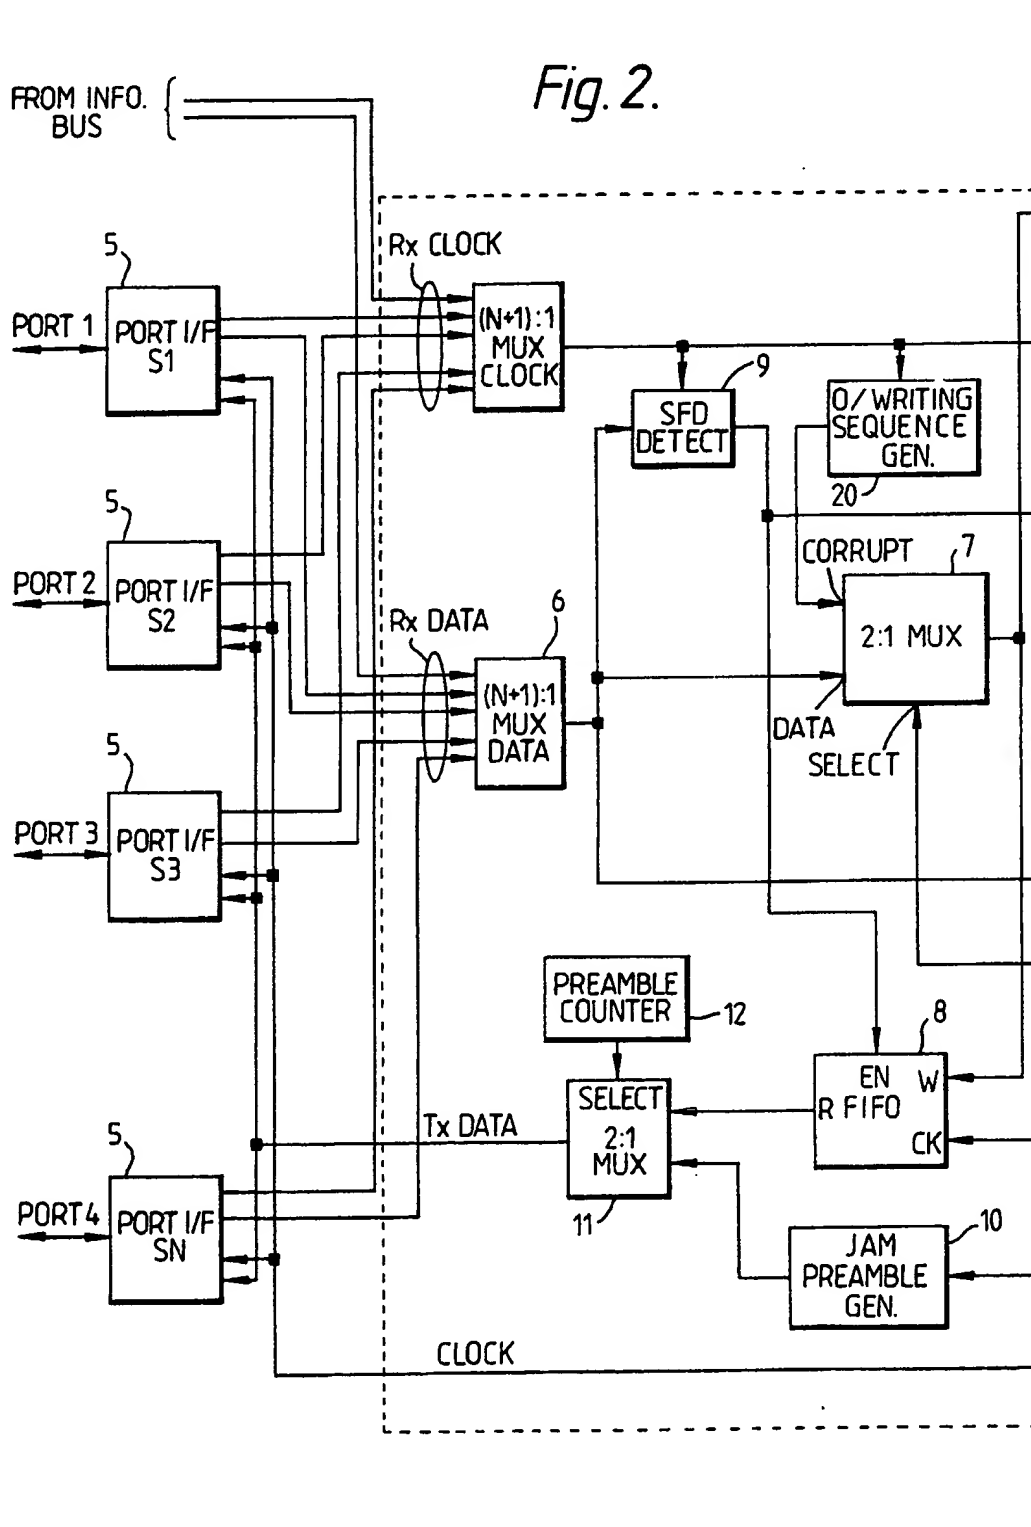 Fig. 2.
FROM INFO.
BUS
Rx CLOCK
5
PORT 1
PORT I/F
S1
(N+1):1
MUX
CLOCK
9
SFD
DETECT
O/WRITING
SEQUENCE
GEN.
20
5
PORT 2
PORT I/F
S2
CORRUPT
7
2:1 MUX
DATA
SELECT
Rx DATA
6
(N+1):1
MUX
DATA
5
PORT 3
PORT I/F
S3
PREAMBLE
COUNTER
12
8
EN
W
R FIFO
CK
SELECT
2:1
MUX
11
Tx DATA
5
PORT 4
PORT I/F
SN
10
JAM
PREAMBLE
GEN.
CLOCK